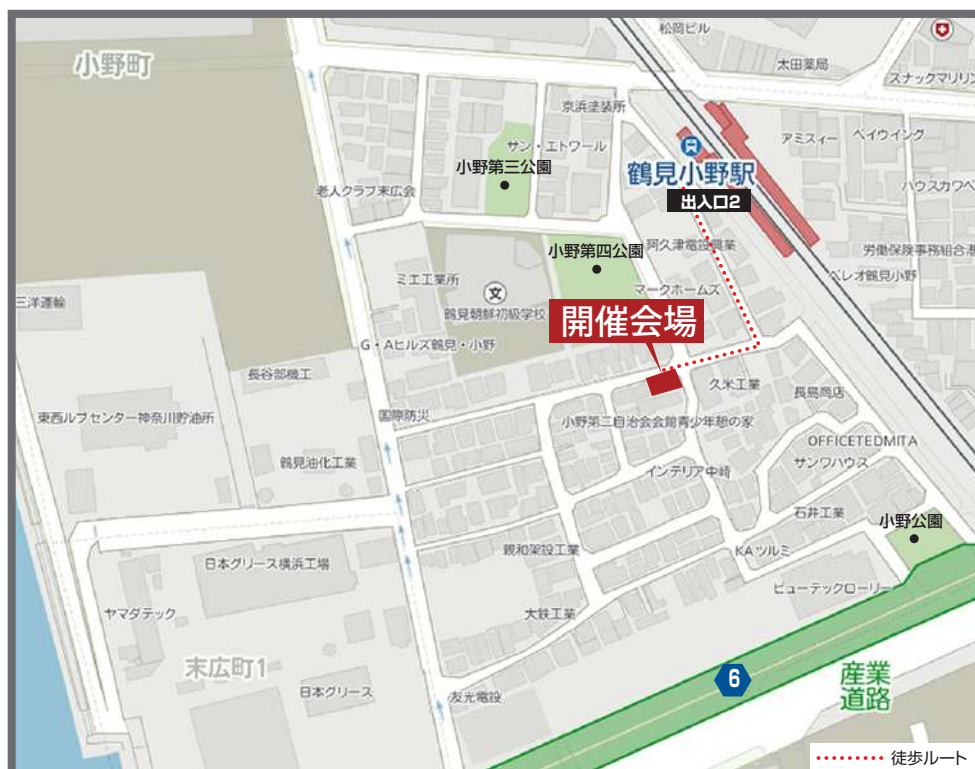 松岡ビル
小野町
太田薬局
スナックマリリン
京浜塗装所
アミスィー
ベイウイング
サン・エトワール
小野第三公園
鶴見小野駅
出入口2
老人クラブ末広会
ハウスカワベ
小野第四公園
阿久津電設興業
労働保険事務組合港
ベレオ鶴見小野
ミエ工業所
マークホームズ
文
三洋運輸
鶴見朝鮮初級学校
開催会場
G・Aヒルズ鶴見・小野
長谷部機工
久米工業
長島商店
東西ルブセンター神奈川貯油所
国際防災
小野第二自治会会館青少年憩の家
OFFICETEDMITA
鶴見油化工業
サンワハウス
インテリア中崎
石井工業
小野公園
親和架設工業
KAツルミ
日本グリース横浜工場
ビューテックローリー
ヤマダテック
大鉄工業
末広町1
6
産業
道路
日本グリース
友光電設
徒歩ルート